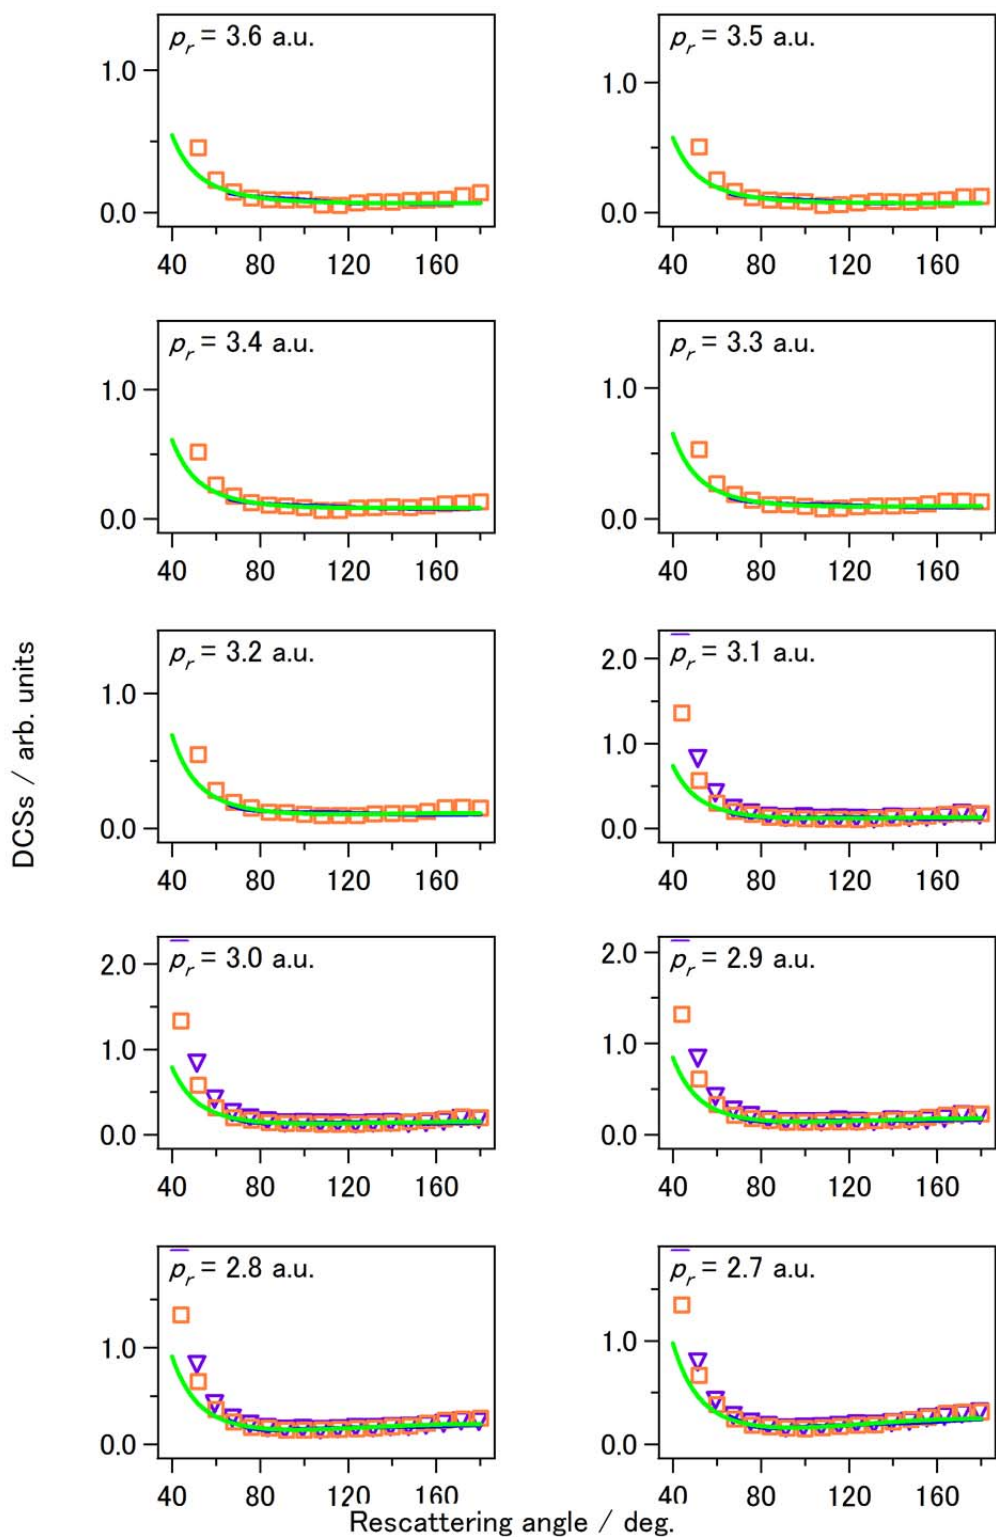 p_r = 3.6 a.u.
1.0
0.0
40 80 120 160
p_r = 3.5 a.u.
1.0
0.0
40 80 120 160
p_r = 3.4 a.u.
1.0
0.0
40 80 120 160
p_r = 3.3 a.u.
1.0
0.0
40 80 120 160
DCSs / arb. units
p_r = 3.2 a.u.
1.0
0.0
40 80 120 160
p_r = 3.1 a.u.
2.0
1.0
0.0
40 80 120 160
p_r = 3.0 a.u.
2.0
1.0
0.0
40 80 120 160
p_r = 2.9 a.u.
2.0
1.0
0.0
40 80 120 160
p_r = 2.8 a.u.
1.0
0.0
40 80 120 160
p_r = 2.7 a.u.
1.0
0.0
40 80 120 160
Rescattering angle / deg.